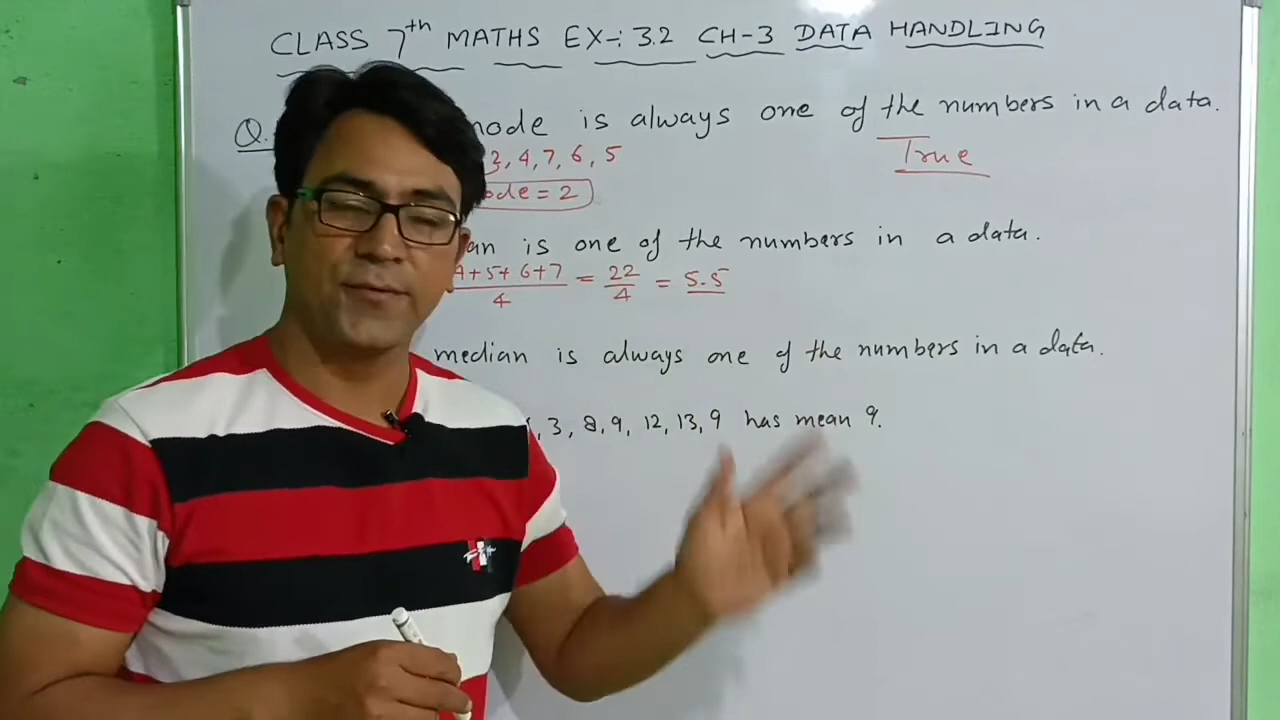 CLASS 7th MATHS EX-: 3.2 CH-3 DATA HANDLING
Q. mode is always one of the numbers in a data.
3, 4, 7, 6, 5 True
mode = 2
is one of the numbers in a data.
4+5+6+7/4 = 22/4 = 5.5
median is always one of the numbers in a data.
, 3, 8, 9, 12, 13, 9 has mean 9.